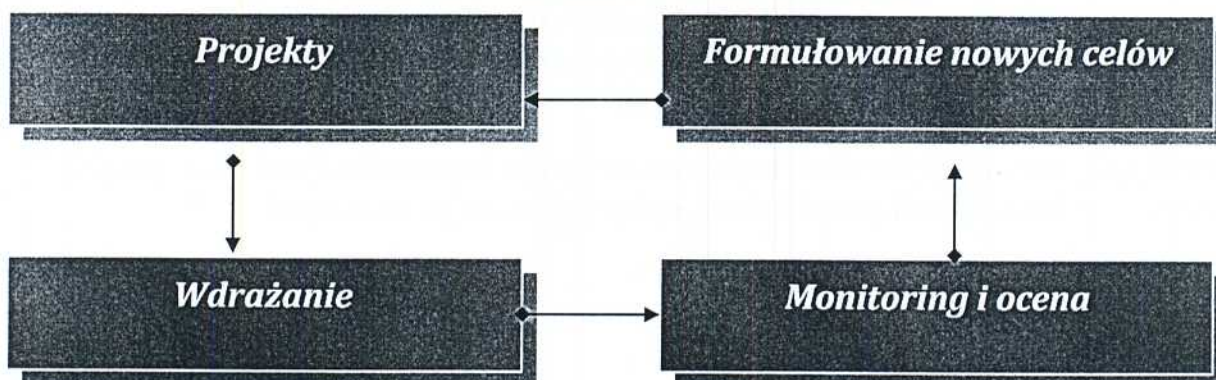 Projekty
Formułowanie nowych celów
Wdrażanie
Monitoring i ocena